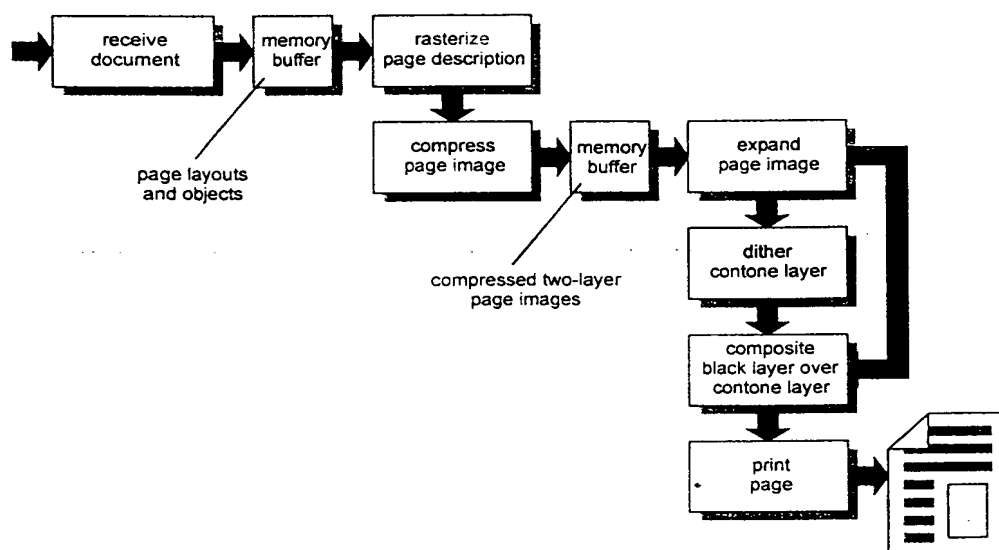 receive
document
memory
buffer
rasterize
page description
page layouts
and objects
compress
page image
memory
buffer
expand
page image
compressed two-layer
page images
dither
contone layer
composite
black layer over
contone layer
print
page